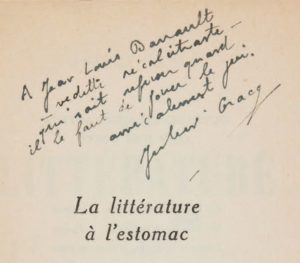 A Jean Louis Barrault
vedette récalcitrante –
qui sait refuser quand
il le faut de jouer le jeu.
amicalement
Julien Gracq
La littérature
à l'estomac